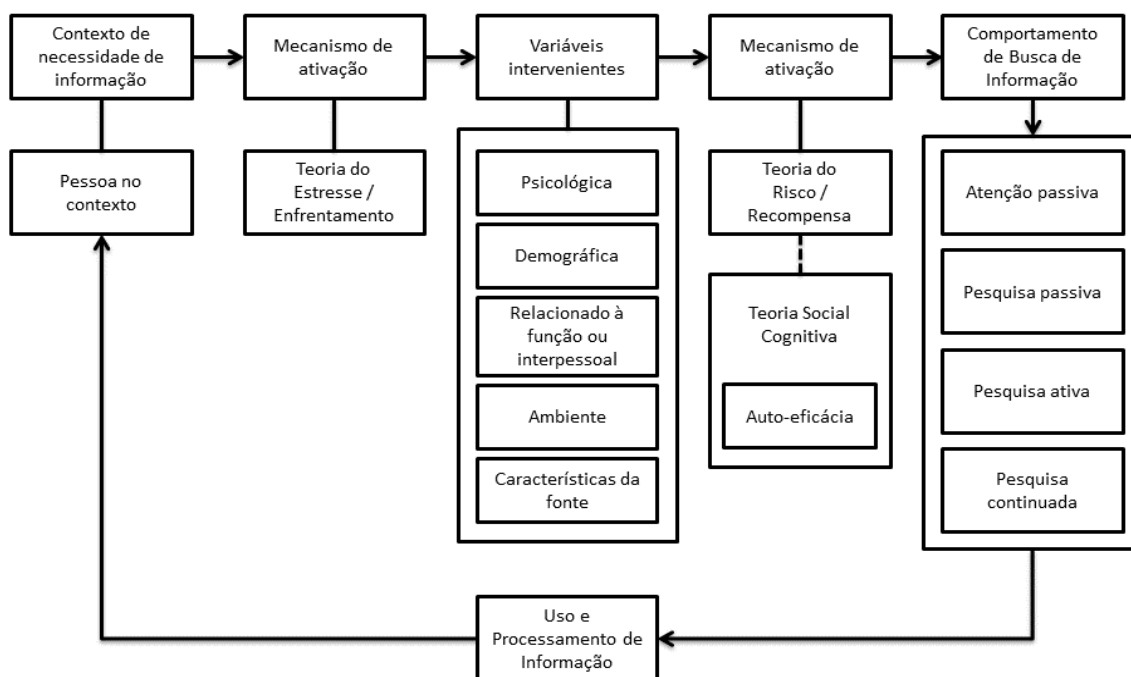 Contexto de
necessidade de
informação
Mecanismo de
ativação
Variáveis
intervenientes
Mecanismo de
ativação
Comportamento
de Busca de
Informação
Pessoa no
contexto
Teoria do
Estresse /
Enfrentamento
Psicológica
Demográfica
Relacionado à
função ou
interpessoal
Ambiente
Características da
fonte
Teoria do
Risco /
Recompensa
Teoria Social
Cognitiva
Auto-eficácia
Atenção passiva
Pesquisa passiva
Pesquisa ativa
Pesquisa
continuada
Uso e
Processamento de
Informação